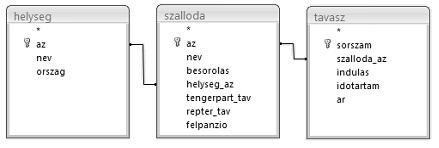 helyseg
*
az
nev
orszag
szalloda
*
az
nev
besorolas
helyseg_az
tengerpart_tav
repter_tav
felpanzio
tavasz
*
sorszam
szalloda_az
indulas
idotartam
ar